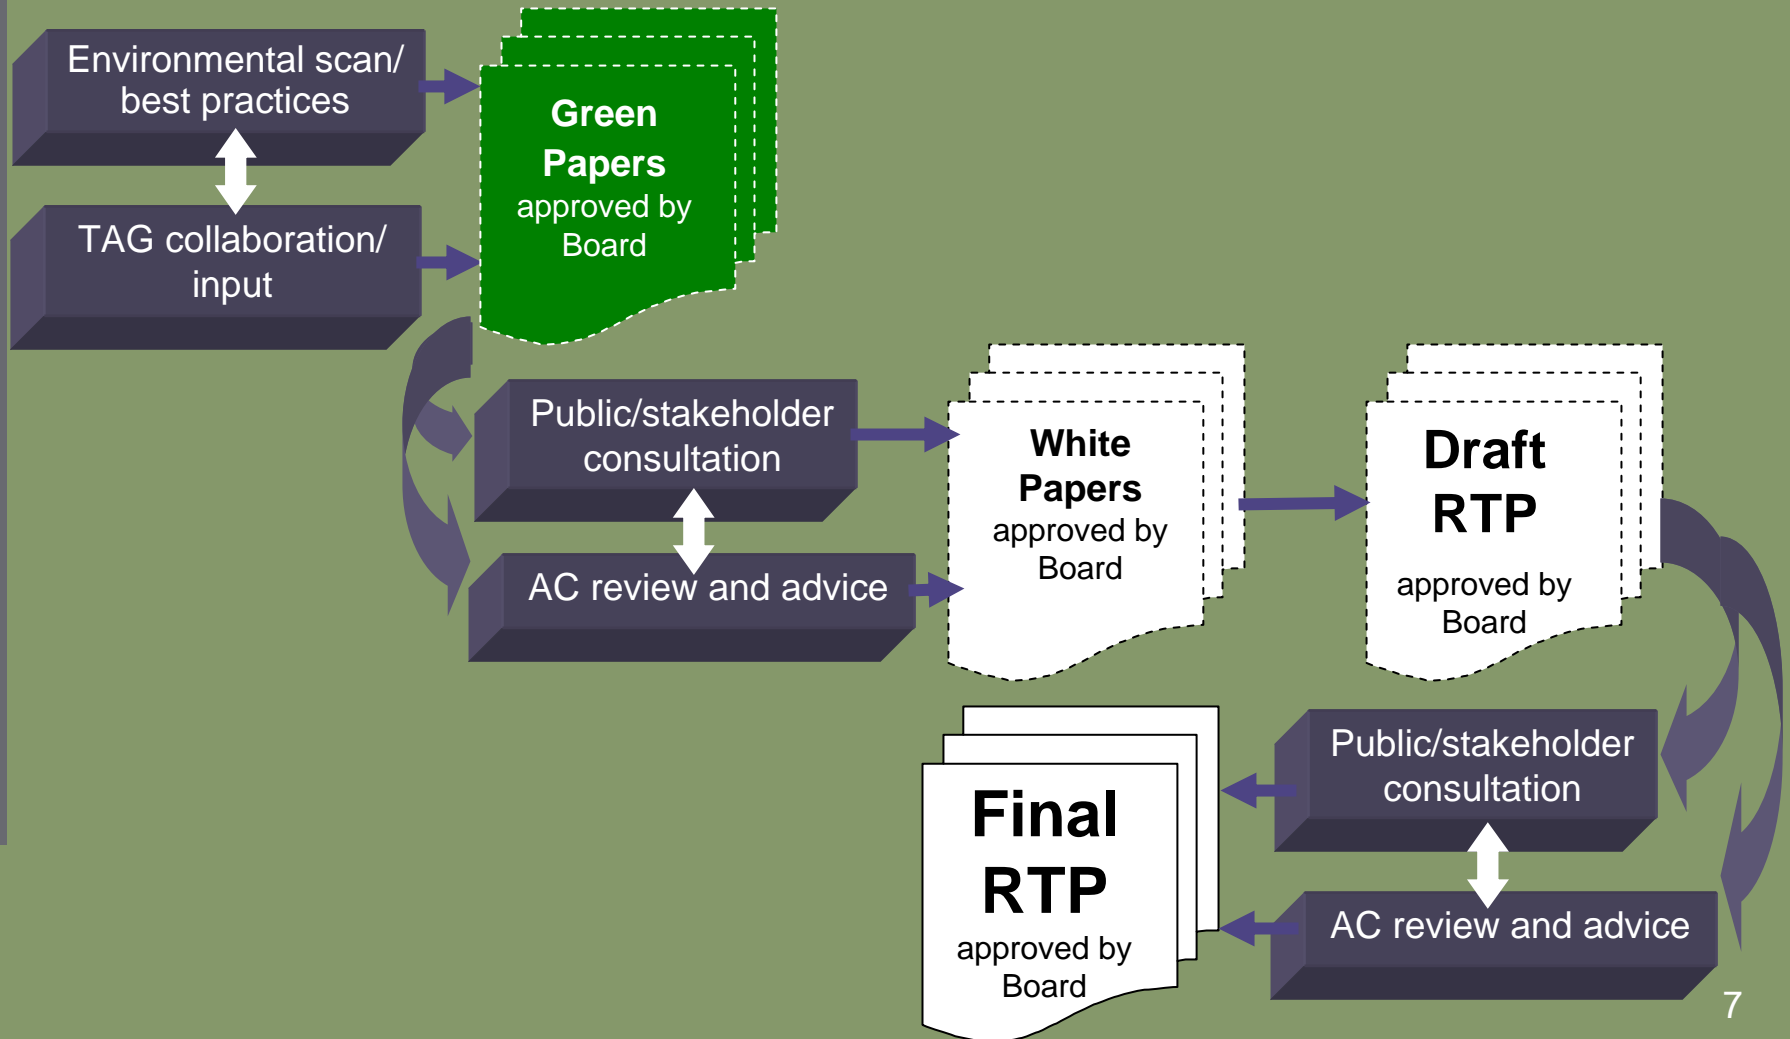 Environmental scan/
best practices
TAG collaboration/
input
Green
Papers
approved by
Board
Public/stakeholder
consultation
AC review and advice
White
Papers
approved by
Board
Draft
RTP
approved by
Board
Public/stakeholder
consultation
AC review and advice
Final
RTP
approved by
Board
7